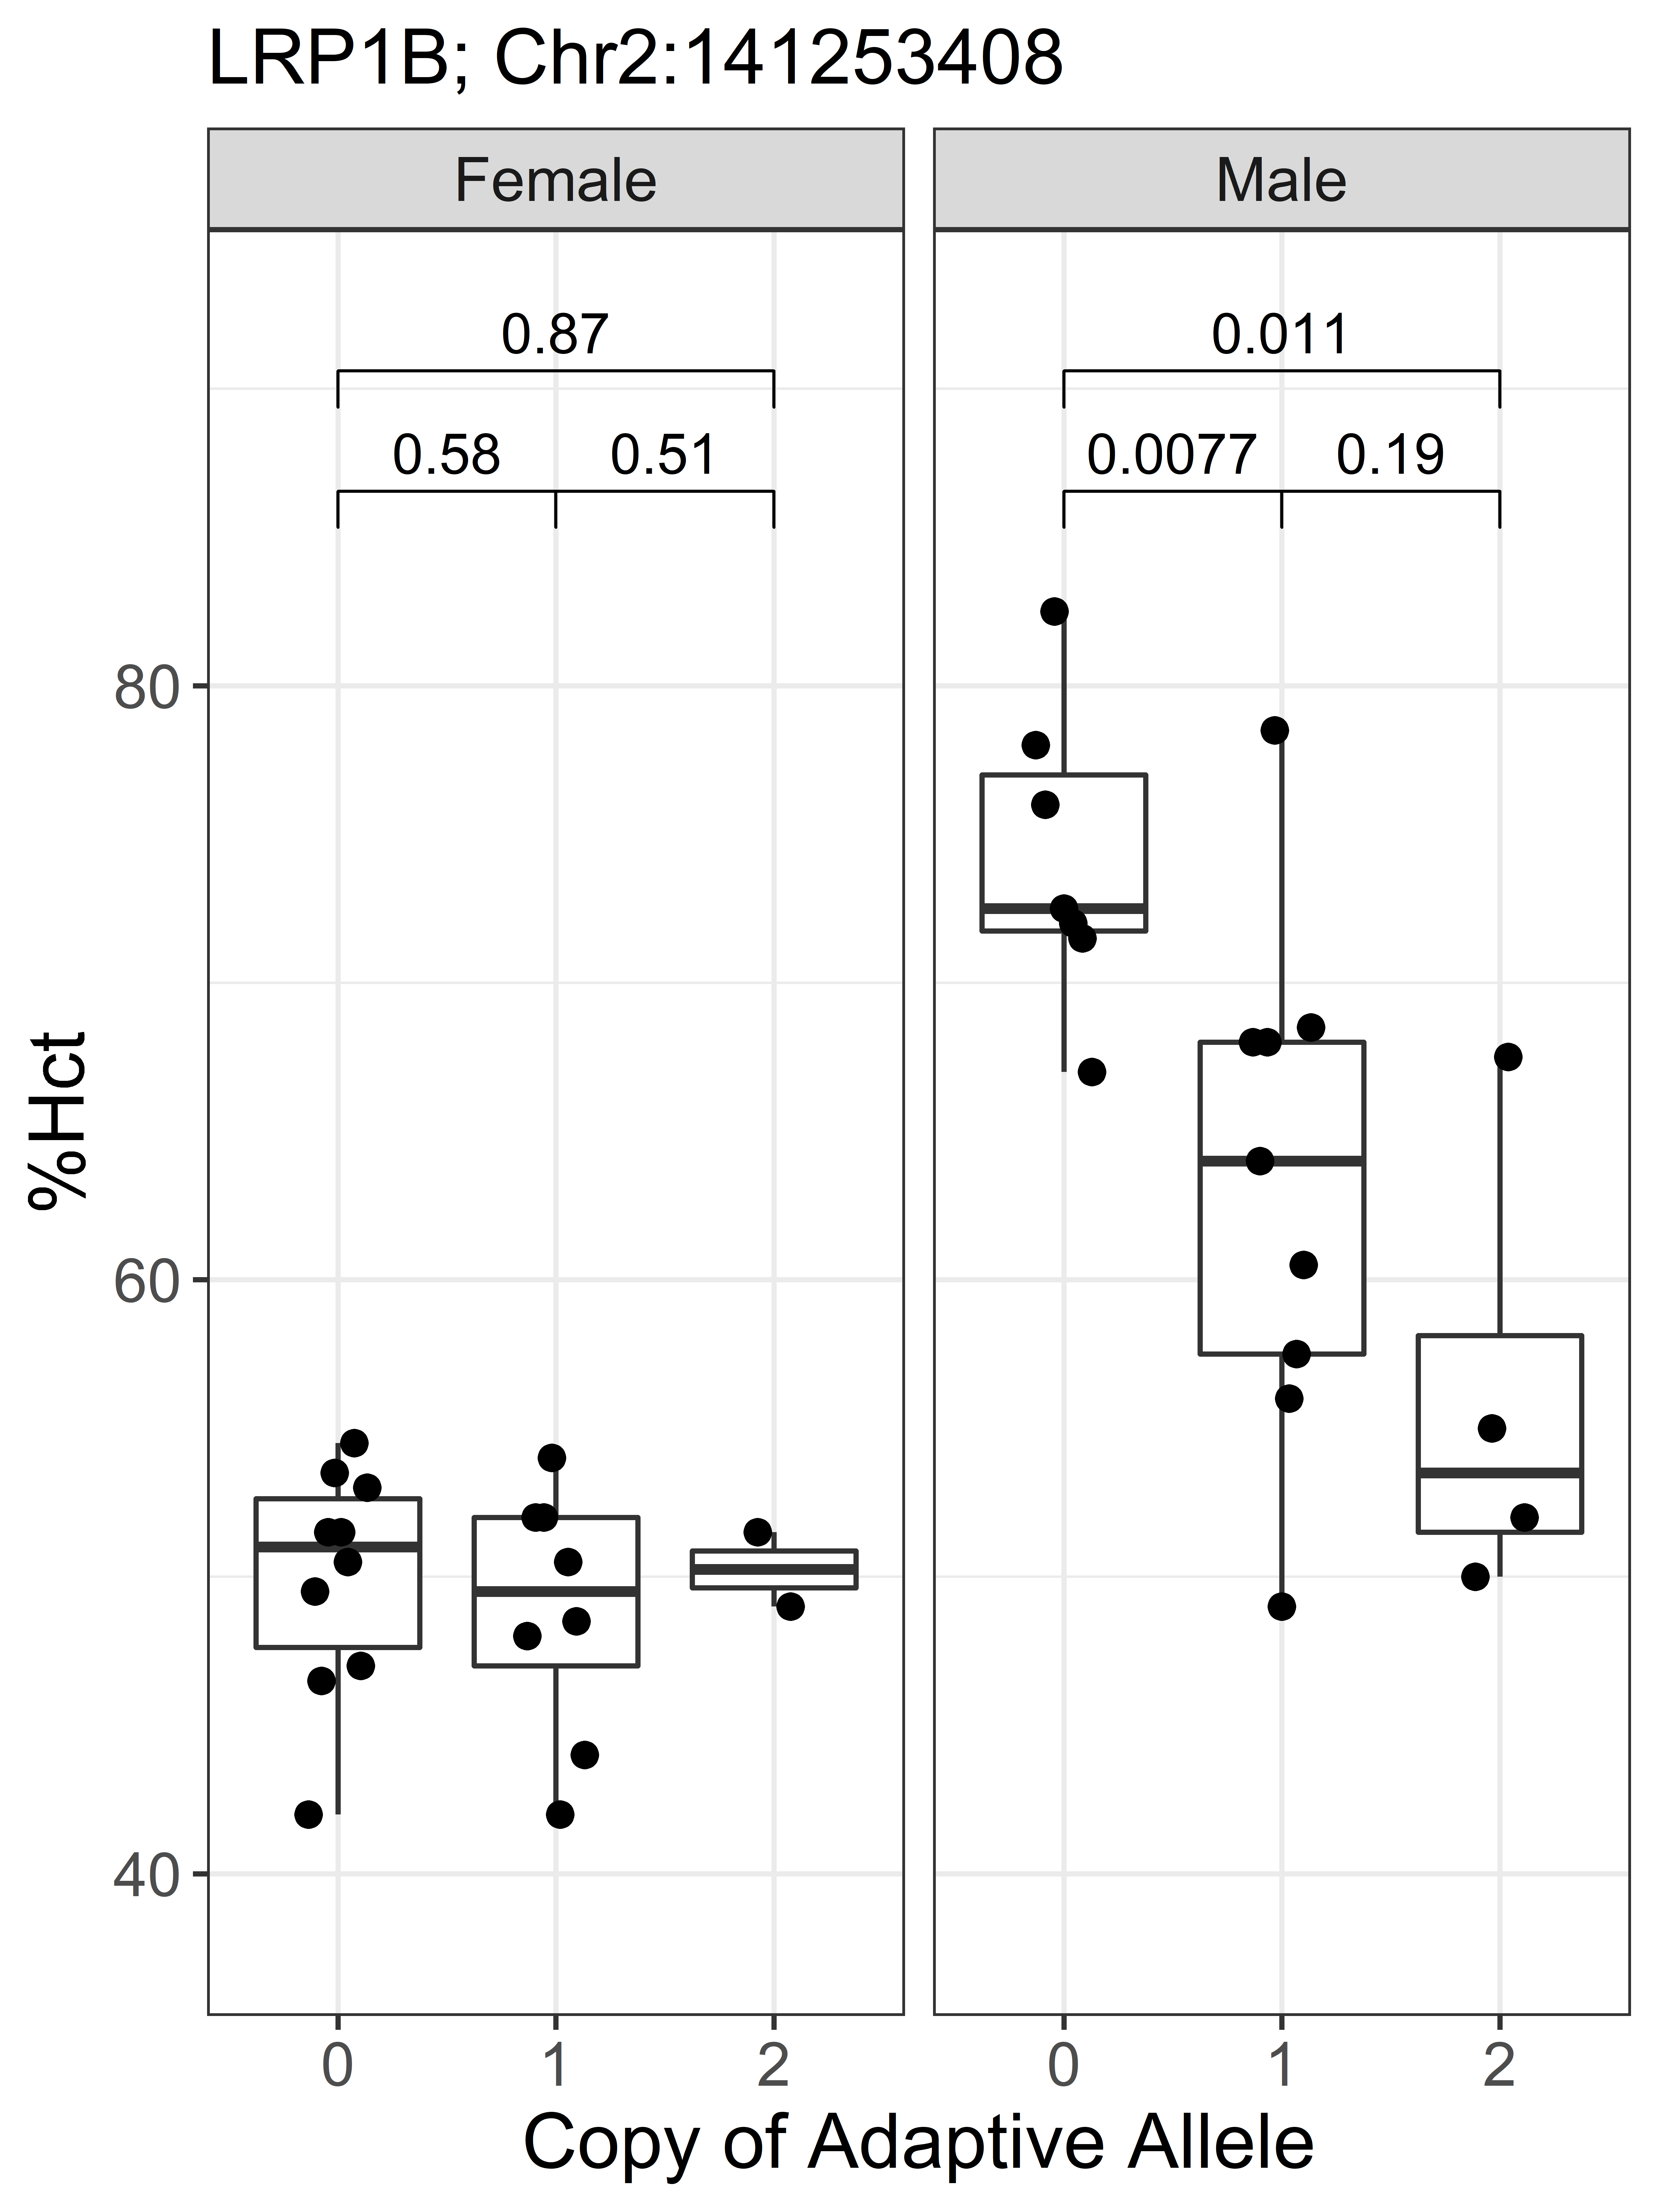 LRP1B; Chr2:141253408
Female
Male
0.87
0.011
0.58 0.51
0.0077 0.19
80
60
40
%Hct
0 1 2
0 1 2
Copy of Adaptive Allele